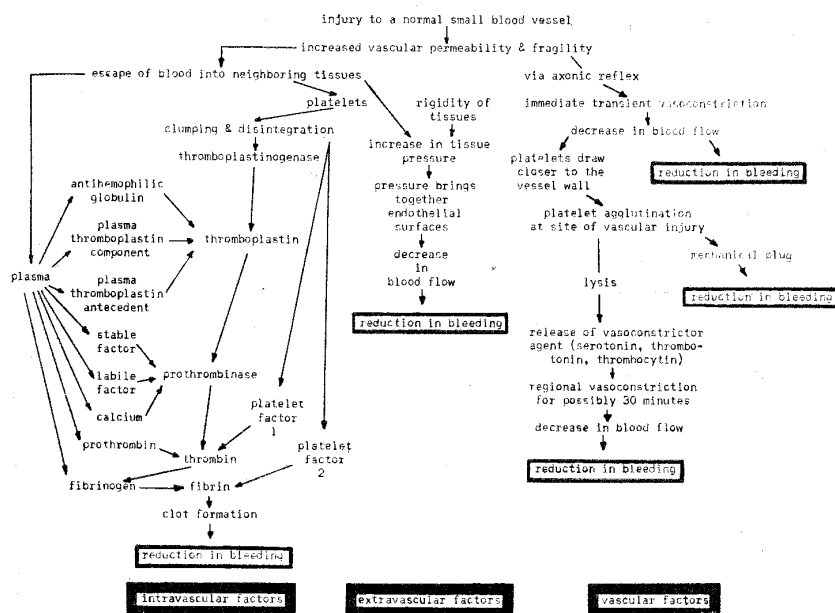 injury to a normal small blood vessel
increased vascular permeability & fragility
escape of blood into neighboring tissues
via axonic reflex
platelets
rigidity of
tissues
immediate transient vasoconstriction
clumping & disintegration
decrease in blood flow
thromboplastinogenase
increase in tissue
pressure
platelets draw
closer to the
vessel wall
reduction in bleeding
antihemophilic
globulin
pressure brings
together
endothelial
surfaces
platelet agglutination
at site of vascular injury
plasma
thromboplastin
component
thromboplastin
mechanical plug
decrease
in
blood flow
plasma
plasma
thromboplastin
antecedent
lysis
reduction in bleeding
reduction in bleeding
stable
factor
release of vasoconstrictor
agent (serotonin, thrombo-
tonin, thrombocytin)
labile
factor
prothrombinase
regional vasoconstriction
for possibly 30 minutes
calcium
platelet
factor
1
decrease in blood flow
prothrombin
thrombin
platelet
factor
2
reduction in bleeding
fibrinogen
fibrin
clot formation
reduction in bleeding
intravascular factors
extravascular factors
vascular factors